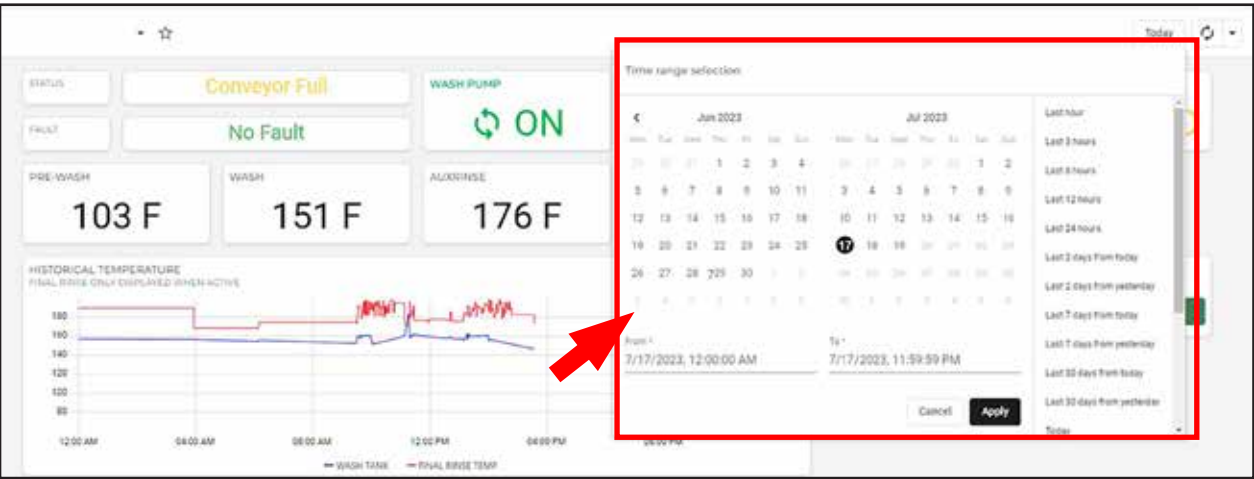 Today
STATUS
Conveyor Full
WASH PUMP
ON
FAULT
No Fault
PRE-WASH
103 F
WASH
151 F
AUXRINSE
176 F
HISTORICAL TEMPERATURE
FINAL RINSE ONLY DISPLAYED WHEN ACTIVE
180
160
140
120
100
80
12:00 AM 04:00 AM 08:00 AM 12:00 PM 04:00 PM 08:00 PM
WASH TANK FINAL RINSE TEMP
Time range selection
Jun 2023
Mon Tue Wed Thu Fri Sat Sun
1 2 3 4
5 6 7 8 9 10 11
12 13 14 15 16 17 18
19 20 21 22 23 24 25
26 27 28 29 30
Jul 2023
Mon Tue Wed Thu Fri Sat Sun
1 2
3 4 5 6 7 8 9
10 11 12 13 14 15 16
17 18 19
From *
7/17/2023, 12:00:00 AM
To *
7/17/2023, 11:59:59 PM
Cancel Apply
Last hour
Last 3 hours
Last 12 hours
Last 24 hours
Last 2 days from today
Last 2 days from yesterday
Last 7 days from today
Last 7 days from yesterday
Last 30 days from today
Last 30 days from yesterday
Today